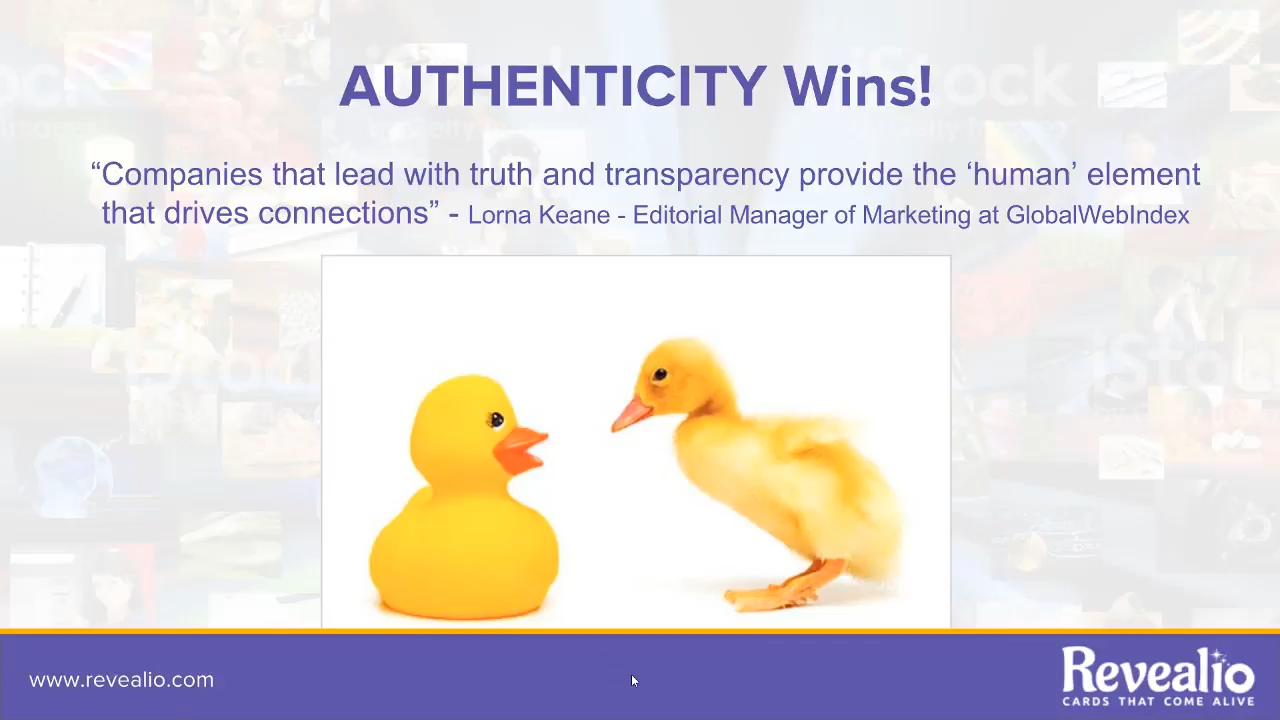 AUTHENTICITY Wins!
“Companies that lead with truth and transparency provide the ‘human’ element
that drives connections” - Lorna Keane - Editorial Manager of Marketing at GlobalWebIndex
www.revealio.com
Revealio
CARDS THAT COME ALIVE